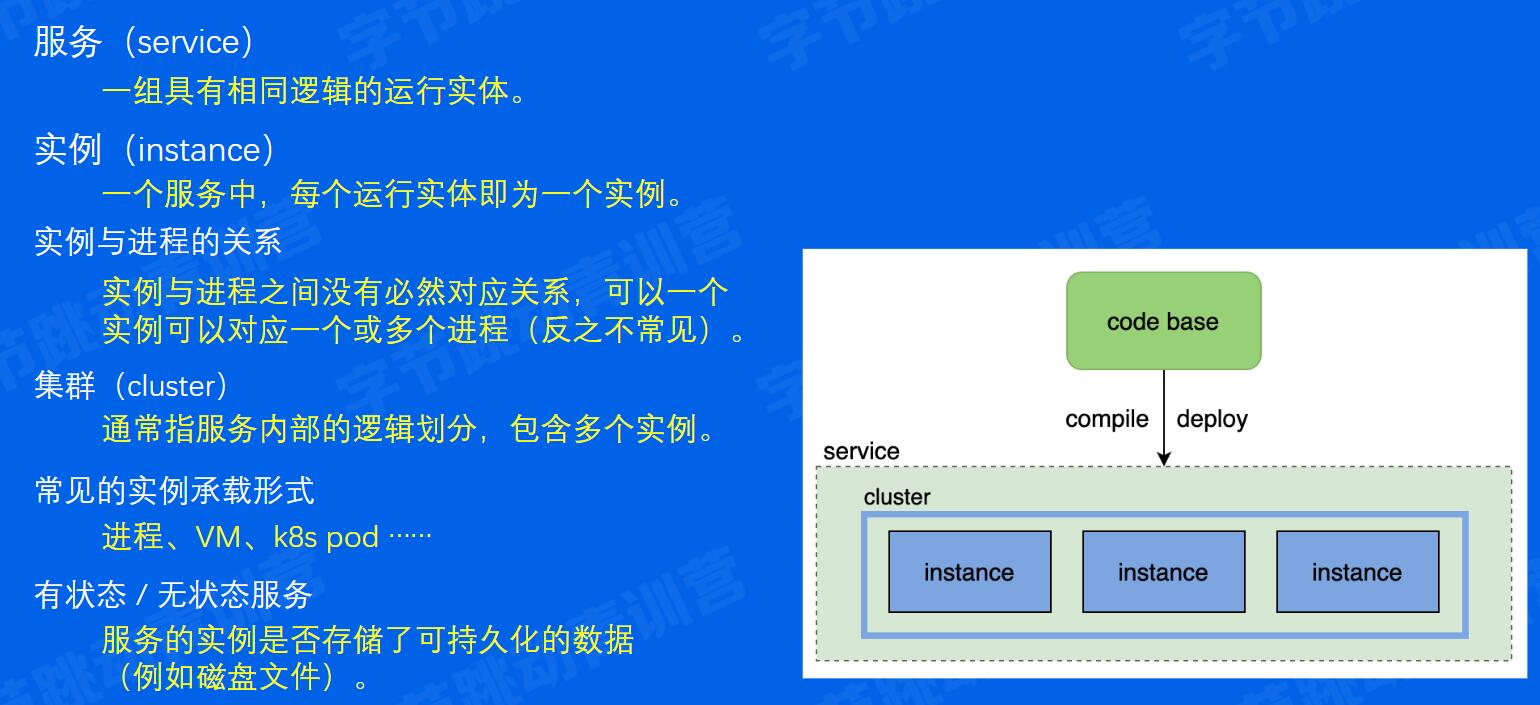 服务（service）
一组具有相同逻辑的运行实体。
实例（instance）
一个服务中，每个运行实体即为一个实例。
实例与进程的关系
实例与进程之间没有必然对应关系，可以一个
实例可以对应一个或多个进程（反之不常见）。
集群（cluster）
通常指服务内部的逻辑划分，包含多个实例。
常见的实例承载形式
进程、VM、k8s pod ……
有状态 / 无状态服务
服务的实例是否存储了可持久化的数据
（例如磁盘文件）。
code base
compile deploy
service
cluster
instance instance instance
字节跳动青训营